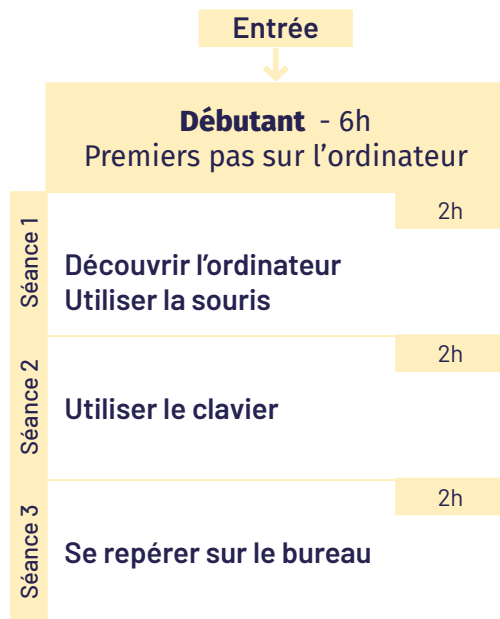 Entrée
Débutant - 6h
Premiers pas sur l’ordinateur
Séance 1
2h
Découvrir l’ordinateur
Utiliser la souris
Séance 2
2h
Utiliser le clavier
Séance 3
2h
Se repérer sur le bureau